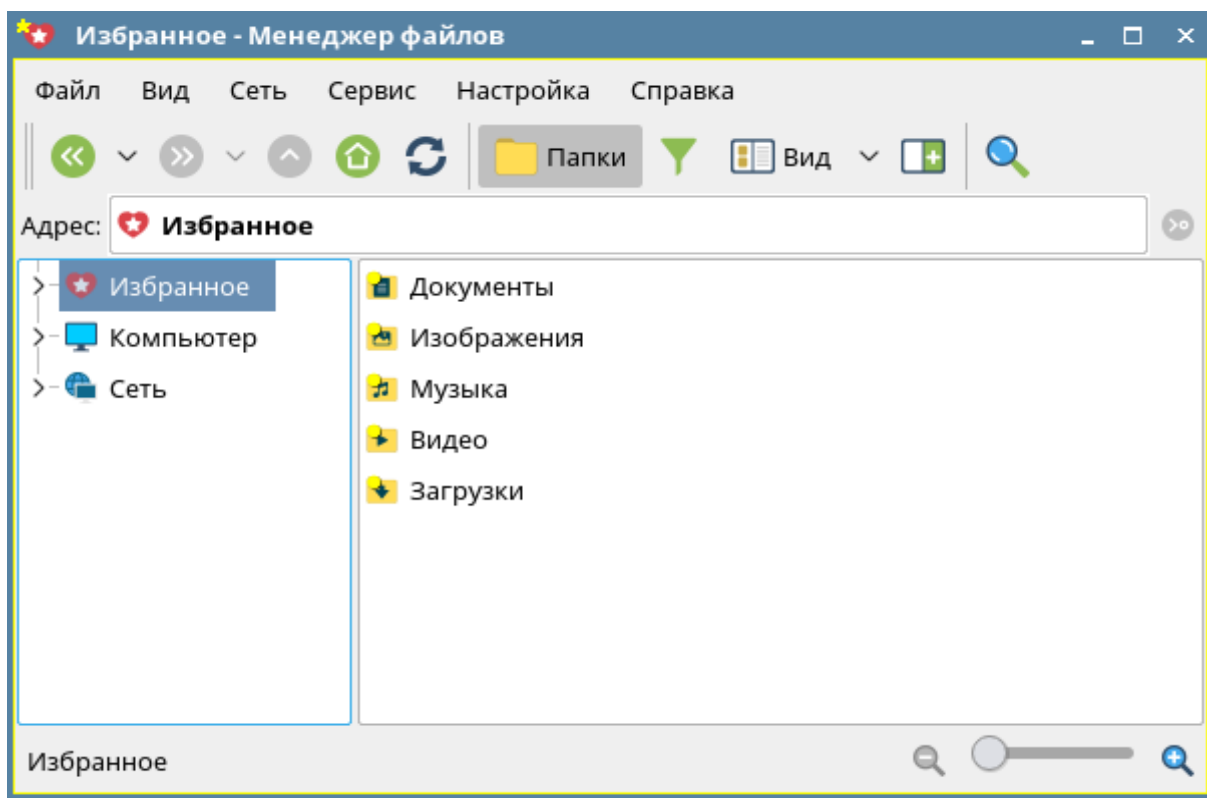 Избранное - Менеджер файлов
Файл Вид Сеть Сервис Настройка Справка
Папки Вид
Адрес: Избранное
Избранное
Компьютер
Сеть
Документы
Изображения
Музыка
Видео
Загрузки
Избранное